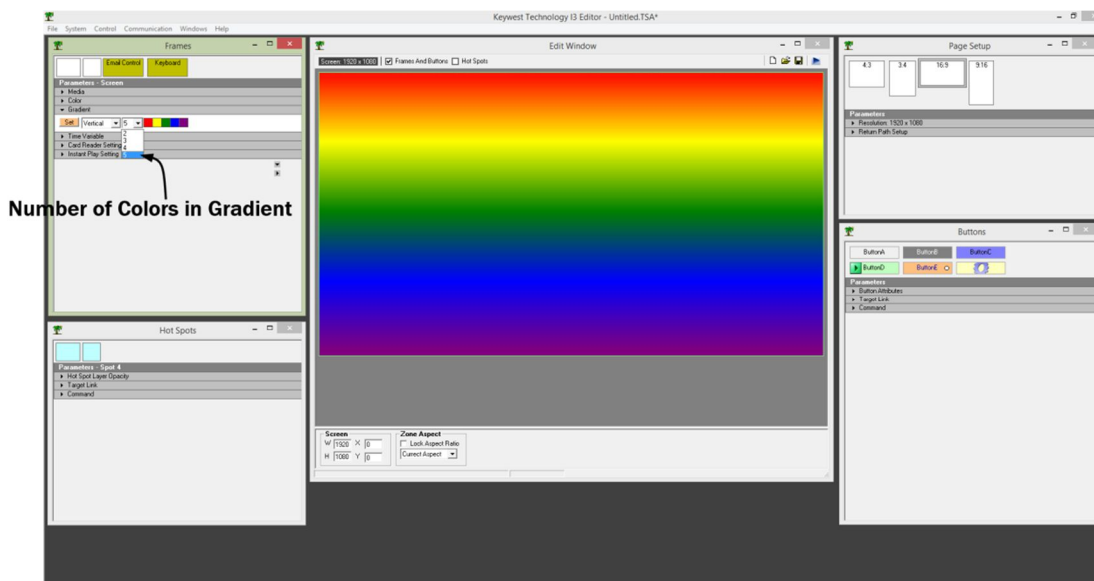 Keywest Technology I3 Editor - Untitled.TSA*
File System Control Communication Windows Help
Frames
Email Control Keyboard
Parameters - Screen
Media
Color
Gradient
Set Vertical 5
2
3
4
5
Time Variable
Card Reader Setting
Instant Play Setting
Number of Colors in Gradient
Hot Spots
Parameters - Spot 4
Hot Spot Layer Opacity
Target Link
Command
Edit Window
Screen: 1920 x 1080 Frames And Buttons Hot Spots
Screen
W 1920 X 0
H 1080 Y 0
Zone Aspect
Lock Aspect Ratio
Currect Aspect
Page Setup
4:3 3:4 16:9 9:16
Parameters
Resolution: 1920 x 1080
Return Path Setup
Buttons
ButtonA ButtonB ButtonC
ButtonD ButtonE
Parameters
Button Attributes
Target Link
Command